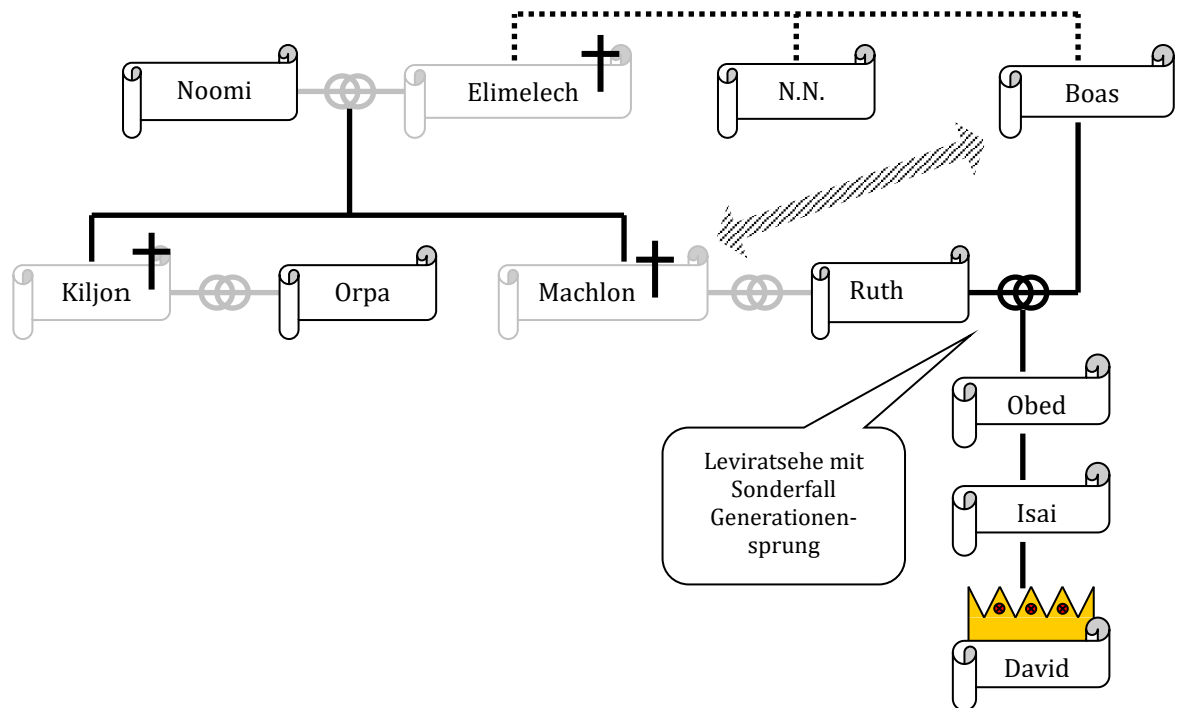 Noomi
Elimelech
N.N.
Boas
Kiljon
Orpa
Machlon
Ruth
Obed
Leviratsehe mit
Sonderfall
Generationen-
sprung
Isai
David